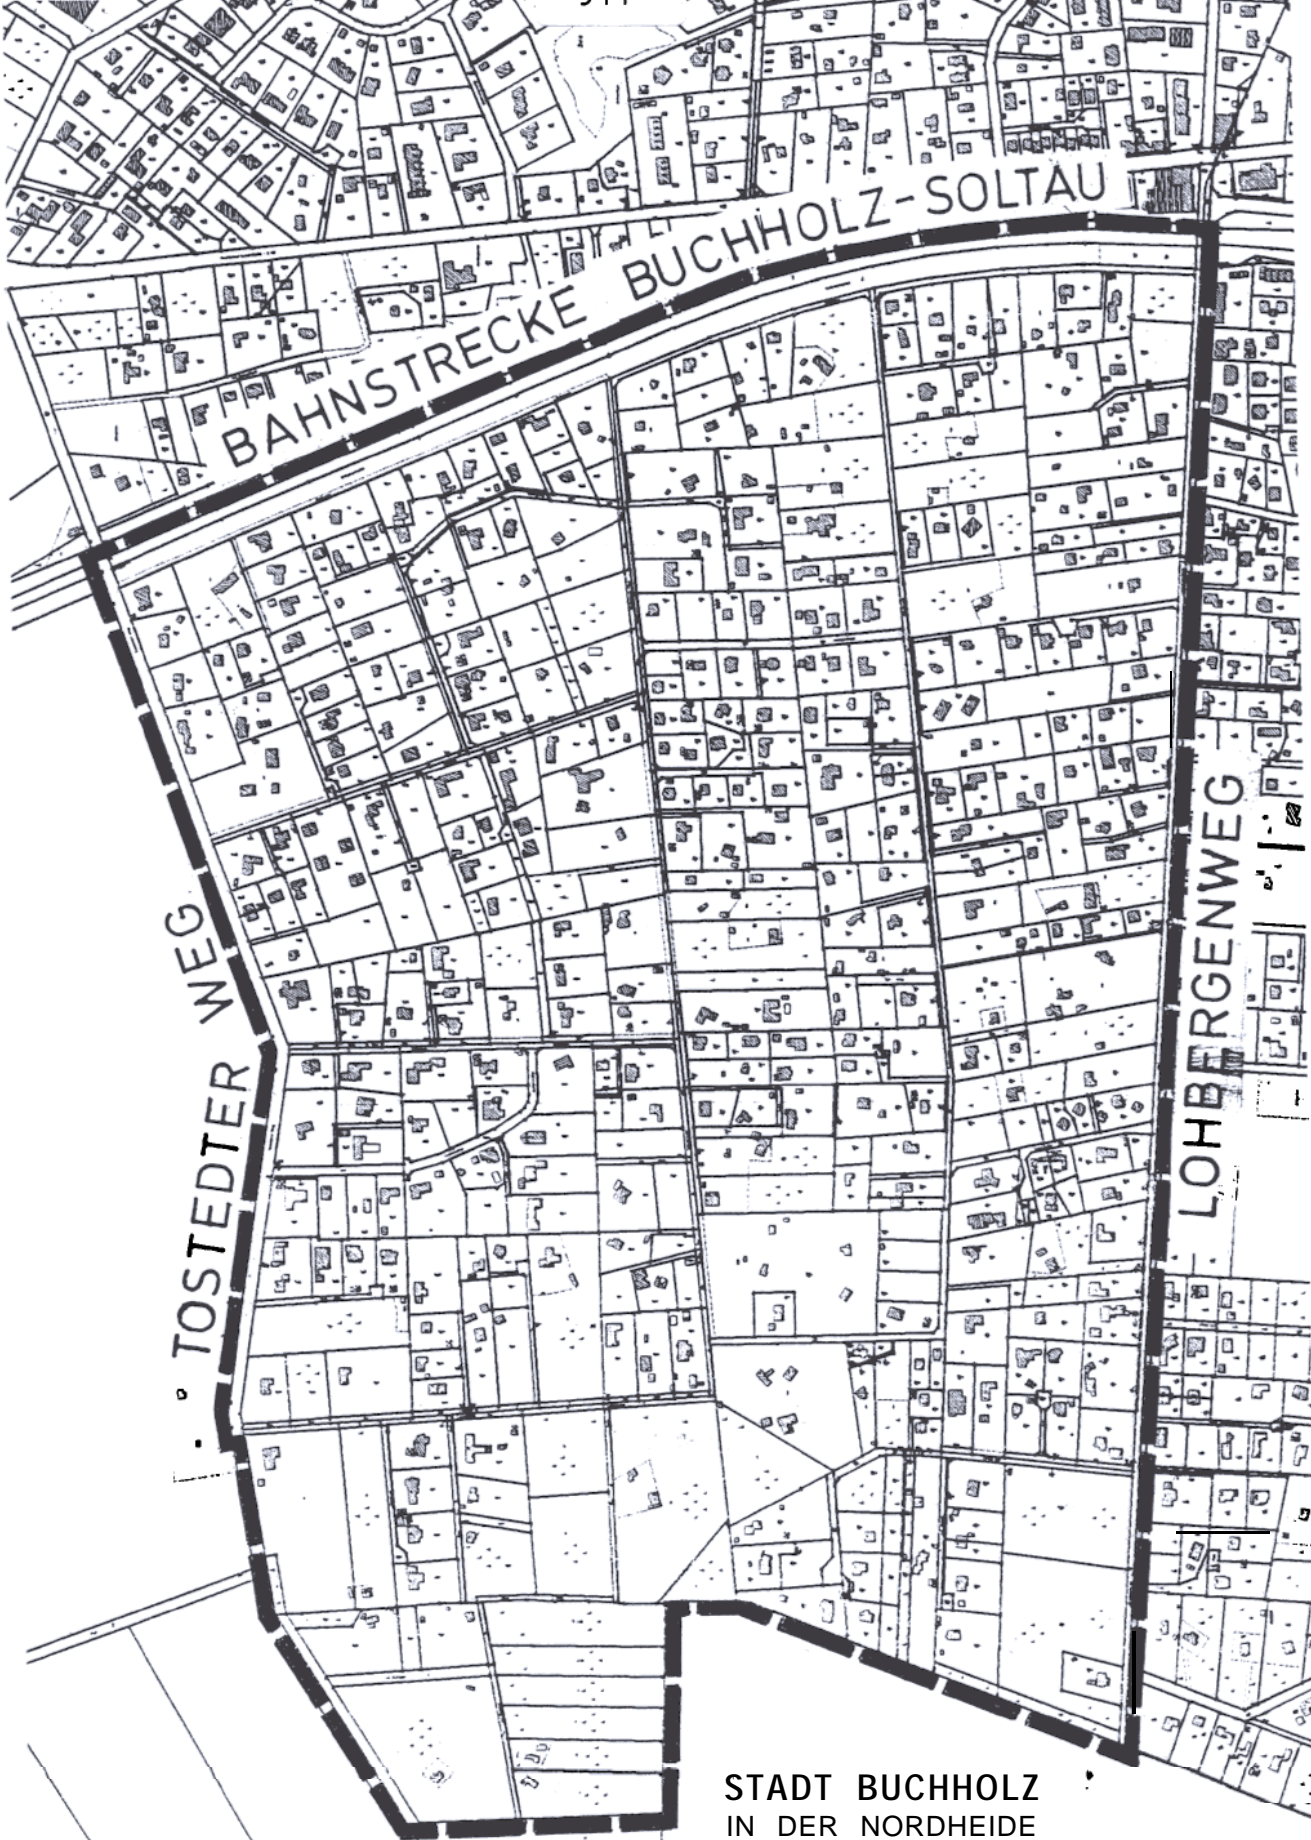 BAHNSTRECKE BUCHHOLZ-SOLTAU
TOSTEDTER WEG
LOHBERGENWEG
STADT BUCHHOLZ
IN DER NORDHEIDE